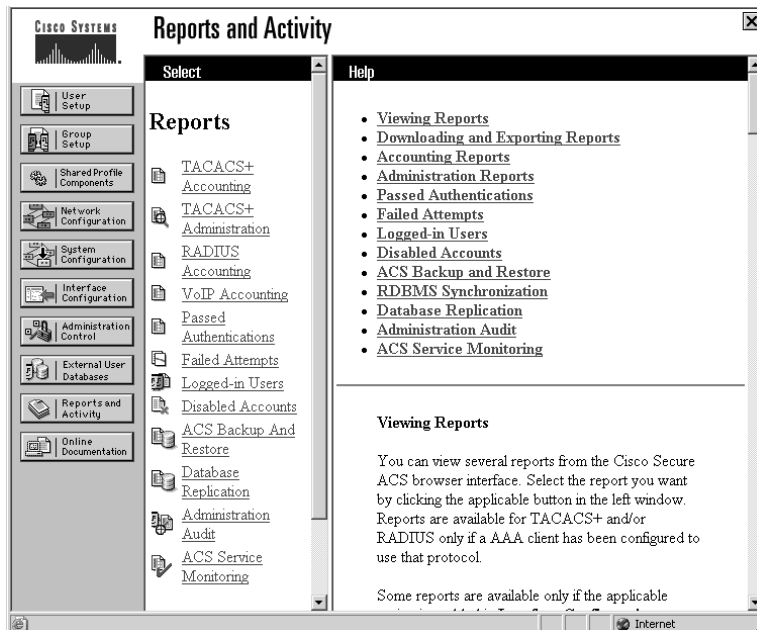 CISCO SYSTEMS
Reports and Activity
User
Setup
Group
Setup
Shared Profile
Components
Network
Configuration
System
Configuration
Interface
Configuration
Administration
Control
External User
Databases
Reports and
Activity
Online
Documentation
Select
Reports
TACACS+
Accounting
TACACS+
Administration
RADIUS
Accounting
VoIP Accounting
Passed
Authentications
Failed Attempts
Logged-in Users
Disabled Accounts
ACS Backup And
Restore
Database
Replication
Administration
Audit
ACS Service
Monitoring
Help
Viewing Reports
Downloading and Exporting Reports
Accounting Reports
Administration Reports
Passed Authentications
Failed Attempts
Logged-in Users
Disabled Accounts
ACS Backup and Restore
RDBMS Synchronization
Database Replication
Administration Audit
ACS Service Monitoring
Viewing Reports
You can view several reports from the Cisco Secure
ACS browser interface. Select the report you want
by clicking the applicable button in the left window.
Reports are available for TACACS+ and/or
RADIUS only if a AAA client has been configured to
use that protocol.
Some reports are available only if the applicable
Internet